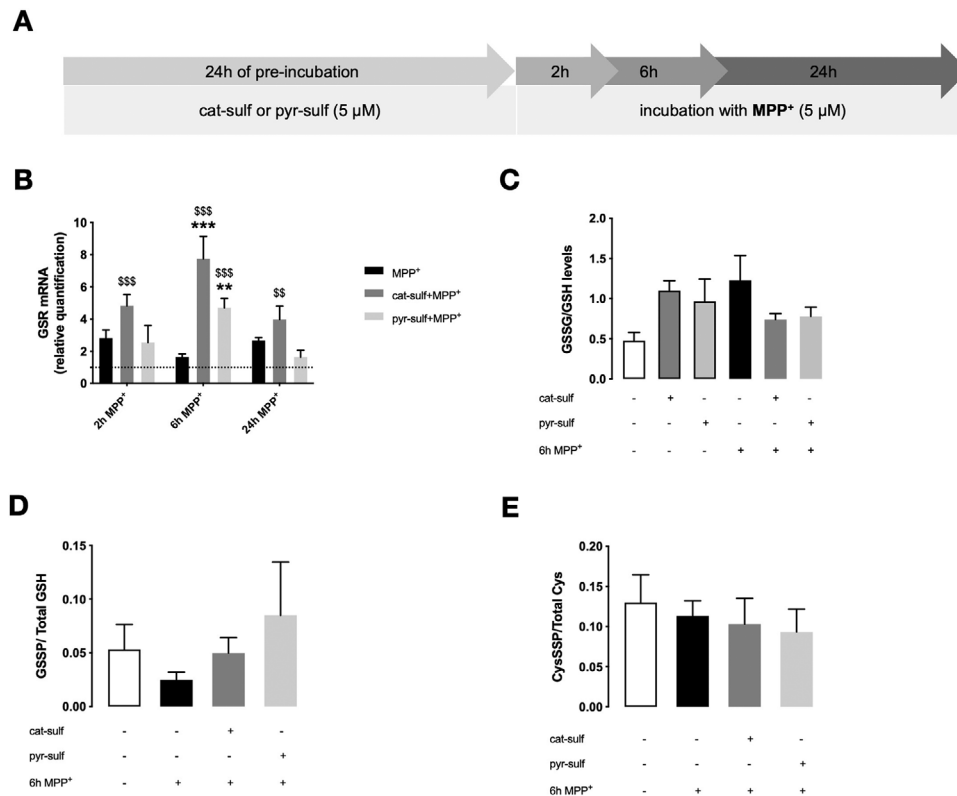 A
24h of pre-incubation
2h
6h
24h
cat-sulf or pyr-sulf (5 µM)
incubation with MPP⁺ (5 µM)
B
GSR mRNA
(relative quantification)
10
8
6
4
2
0
$$$
$$$
***
$$$
**
$$
2h MPP⁺
6h MPP⁺
24h MPP⁺
MPP⁺
cat-sulf+MPP⁺
pyr-sulf+MPP⁺
C
GSSG/GSH levels
2.0
1.5
1.0
0.5
0.0
cat-sulf - + - - + -
pyr-sulf - - + - - +
6h MPP⁺ - - - + + +
D
GSSP/ Total GSH
0.15
0.10
0.05
0.00
cat-sulf - - + -
pyr-sulf - - - +
6h MPP⁺ - + + +
E
CysSSP/Total Cys
0.20
0.15
0.10
0.05
0.00
cat-sulf - - + -
pyr-sulf - - - +
6h MPP⁺ - + + +